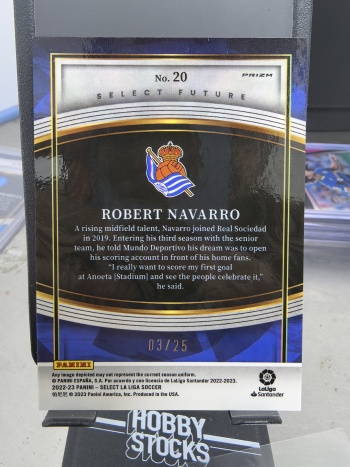 No. 20
PRIZM
SELECT FUTURE
ROBERT NAVARRO
A rising midfield talent, Navarro joined Real Sociedad
in 2019. Entering his third season with the senior
team, he told Mundo Deportivo his dream was to open
his scoring account in front of his home fans.
"I really want to score my first goal
at Anoeta [Stadium] and see the people celebrate it,"
he said.
03/25
PANINI
Any image depicted may not represent the current season uniform.
© PANINI ESPAÑA, S.A. Por acuerdo y con licencia de LaLiga Santander 2022-2023.
2022-23 PANINI – SELECT LA LIGA SOCCER
帕尼尼 © 2023 Panini America, Inc. Produced in the USA.
LaLiga
Santander
HOBBY
STOCKS